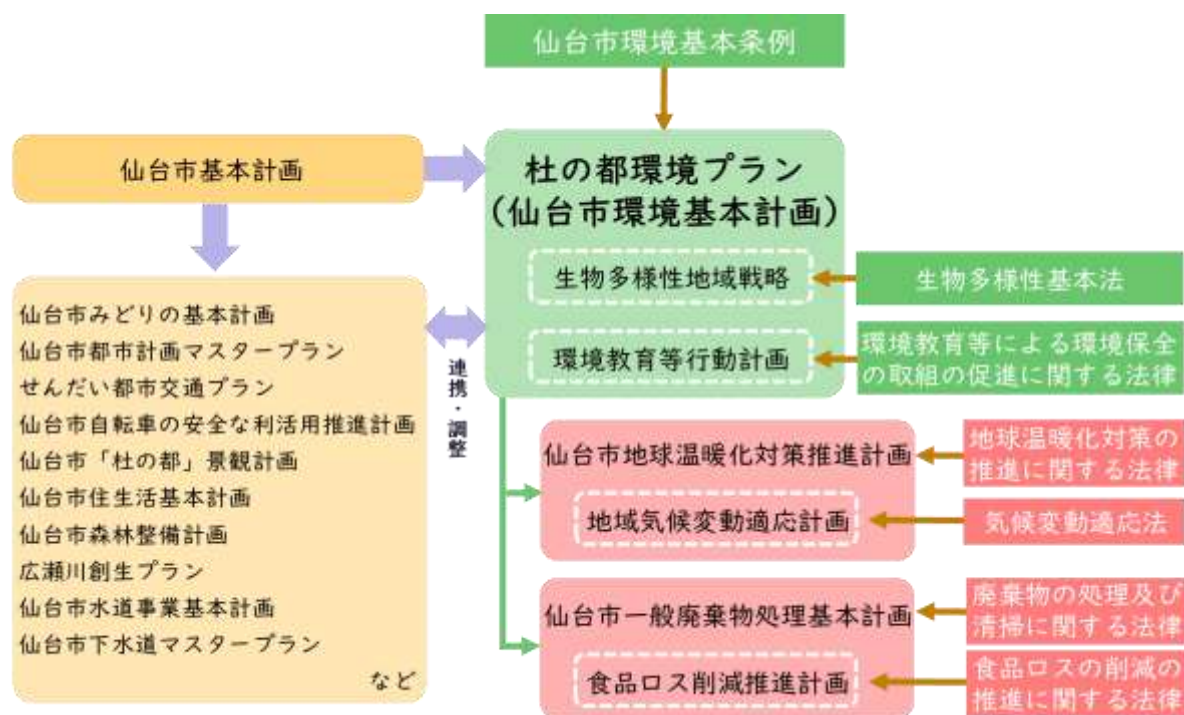 仙台市環境基本条例
仙台市基本計画
杜の都環境プラン
(仙台市環境基本計画)
生物多様性地域戦略
生物多様性基本法
環境教育等行動計画
環境教育等による環境保全
の取組の促進に関する法律
仙台市みどりの基本計画
仙台市都市計画マスタープラン
せんだい都市交通プラン
仙台市自転車の安全な利活用推進計画
仙台市「杜の都」景観計画
仙台市住生活基本計画
仙台市森林整備計画
広瀬川創生プラン
仙台市水道事業基本計画
仙台市下水道マスタープラン
など
連携・調整
仙台市地球温暖化対策推進計画
地球温暖化対策の
推進に関する法律
地域気候変動適応計画
気候変動適応法
仙台市一般廃棄物処理基本計画
廃棄物の処理及び
清掃に関する法律
食品ロス削減推進計画
食品ロスの削減の
推進に関する法律